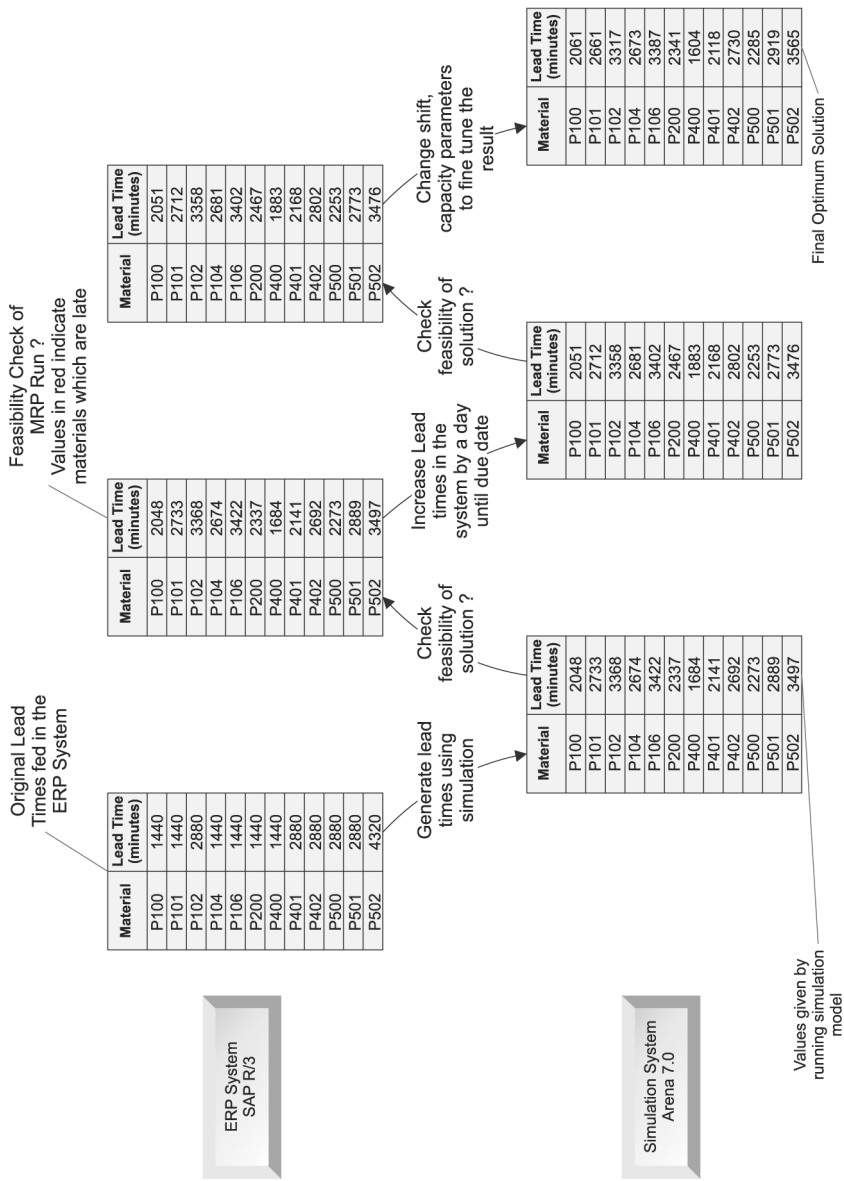 Original Lead
Times fed in the
ERP System
Feasibility Check of
MRP Run ?
Values in red indicate
materials which are late
ERP System
SAP R/3
Material Lead Time
(minutes)
P100 1440
P101 1440
P102 2880
P104 1440
P106 1440
P200 1440
P400 1440
P401 2880
P402 2880
P500 2880
P501 2880
P502 4320
Material Lead Time
(minutes)
P100 2048
P101 2733
P102 3368
P104 2674
P106 3422
P200 2337
P400 1684
P401 2141
P402 2692
P500 2273
P501 2889
P502 3497
Material Lead Time
(minutes)
P100 2051
P101 2712
P102 3358
P104 2681
P106 3402
P200 2467
P400 1883
P401 2168
P402 2802
P500 2253
P501 2773
P502 3476
Generate lead
times using
simulation
Check
feasibility of
solution ?
Increase Lead
times in the
system by a day
until due date
Check
feasibility of
solution ?
Change shift,
capacity parameters
to fine tune the
result
Simulation System
Arena 7.0
Material Lead Time
(minutes)
P100 2048
P101 2733
P102 3368
P104 2674
P106 3422
P200 2337
P400 1684
P401 2141
P402 2692
P500 2273
P501 2889
P502 3497
Material Lead Time
(minutes)
P100 2051
P101 2712
P102 3358
P104 2681
P106 3402
P200 2467
P400 1883
P401 2168
P402 2802
P500 2253
P501 2773
P502 3476
Material Lead Time
(minutes)
P100 2061
P101 2661
P102 3317
P104 2673
P106 3387
P200 2341
P400 1604
P401 2118
P402 2730
P500 2285
P501 2919
P502 3565
Values given by
running simulation
model
Final Optimum Solution